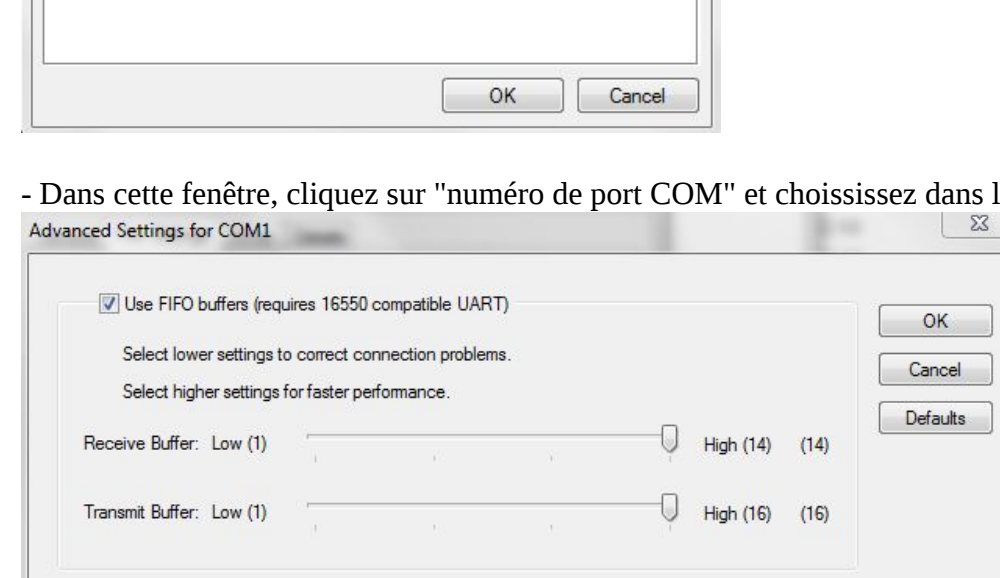 OK Cancel
- Dans cette fenêtre, cliquez sur "numéro de port COM" et choississez dans l
Advanced Settings for COM1
Use FIFO buffers (requires 16550 compatible UART)
OK
Select lower settings to correct connection problems.
Cancel
Select higher settings for faster performance.
Defaults
Receive Buffer: Low (1) High (14) (14)
Transmit Buffer: Low (1) High (16) (16)